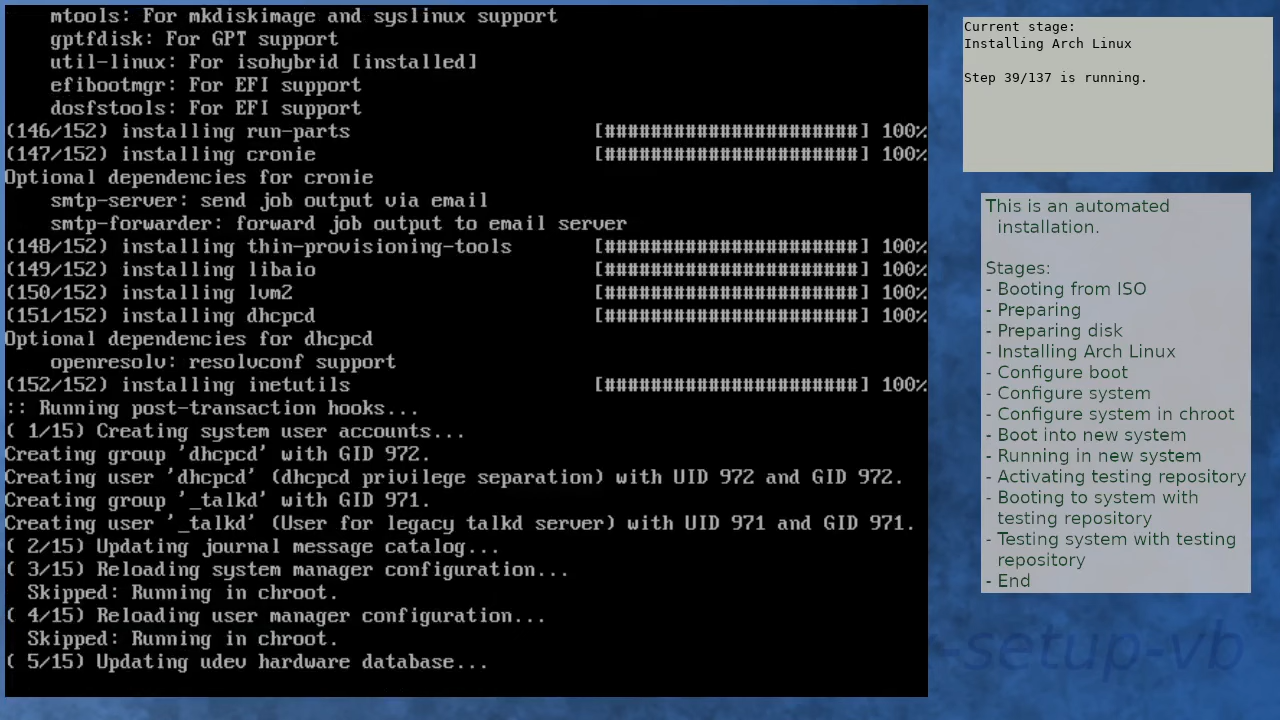 mtools: For mkdiskimage and syslinux support
gptfdisk: For GPT support
util-linux: For isohybrid [installed]
efibootmgr: For EFI support
dosfstools: For EFI support
(146/152) installing run-parts [######################] 100%
(147/152) installing cronie [######################] 100%
Optional dependencies for cronie
smtp-server: send job output via email
smtp-forwarder: forward job output to email server
(148/152) installing thin-provisioning-tools [######################] 100%
(149/152) installing libaio [######################] 100%
(150/152) installing lvm2 [######################] 100%
(151/152) installing dhcpcd [######################] 100%
Optional dependencies for dhcpcd
openresolv: resolvconf support
(152/152) installing inetutils [######################] 100%
:: Running post-transaction hooks...
( 1/15) Creating system user accounts...
Creating group 'dhcpcd' with GID 972.
Creating user 'dhcpcd' (dhcpcd privilege separation) with UID 972 and GID 972.
Creating group '_talkd' with GID 971.
Creating user '_talkd' (User for legacy talkd server) with UID 971 and GID 971.
( 2/15) Updating journal message catalog...
( 3/15) Reloading system manager configuration...
Skipped: Running in chroot.
( 4/15) Reloading user manager configuration...
Skipped: Running in chroot.
( 5/15) Updating udev hardware database...
Current stage:
Installing Arch Linux
Step 39/137 is running.
This is an automated
installation.
Stages:
- Booting from ISO
- Preparing
- Preparing disk
- Installing Arch Linux
- Configure boot
- Configure system
- Configure system in chroot
- Boot into new system
- Running in new system
- Activating testing repository
- Booting to system with
testing repository
- Testing system with testing
repository
- End
-setup-vb